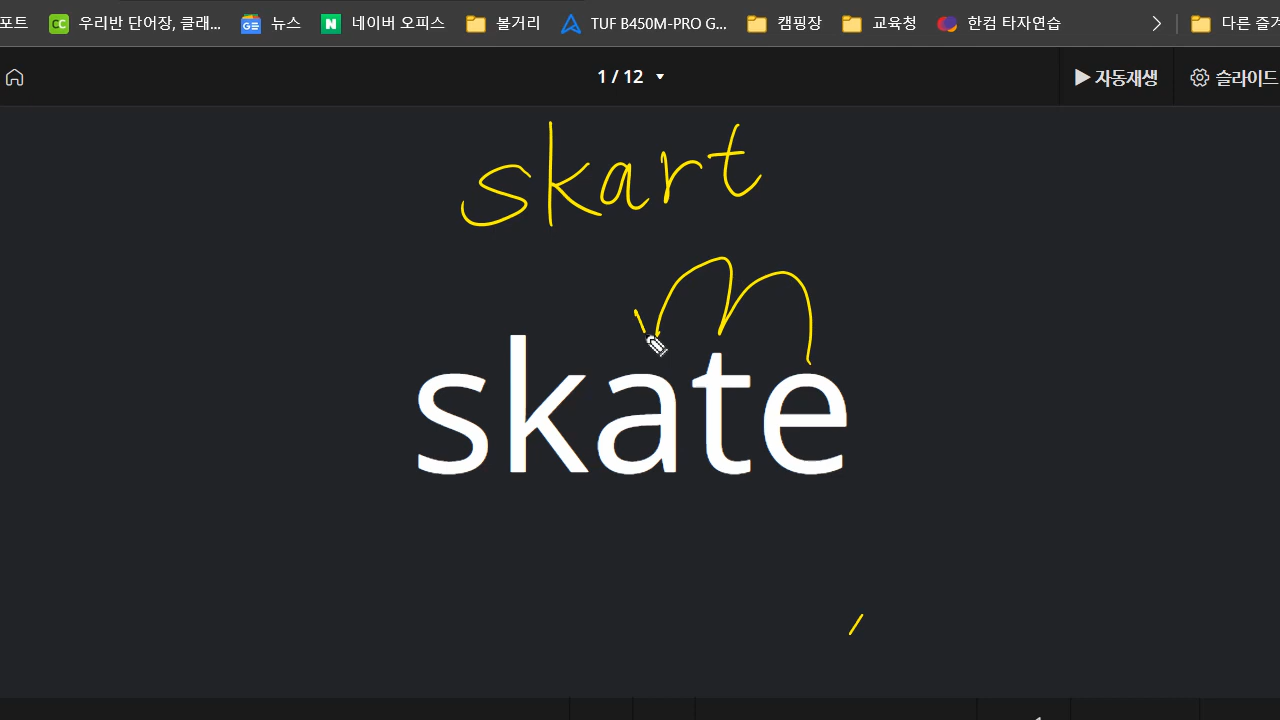 포트 CC 우리반 단어장, 클래... GE 뉴스 N 네이버 오피스 볼거리 TUF B450M-PRO G... 캠핑장 교육청 한컴 타자연습 다른 즐겨
1 / 12 자동재생 슬라이드
skart
skate